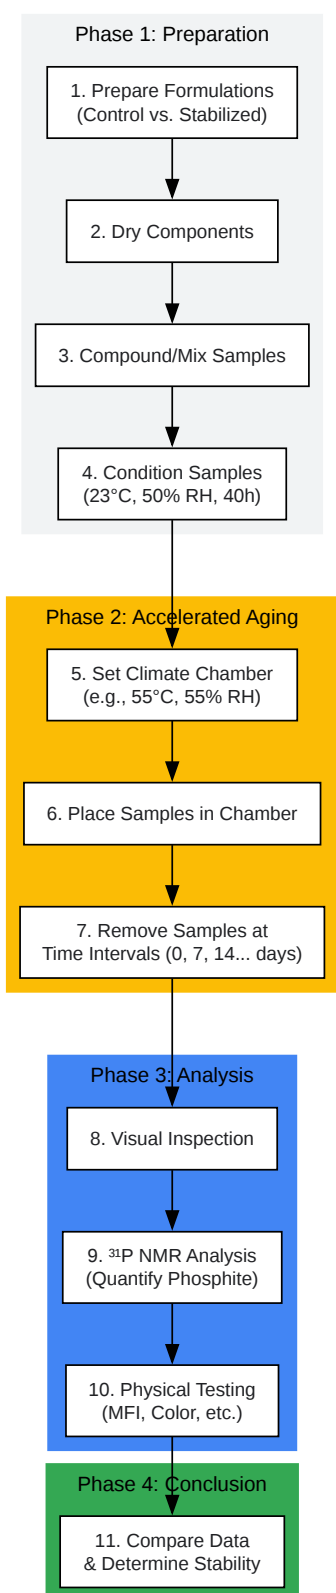 Phase 1: Preparation
1. Prepare Formulations
(Control vs. Stabilized)
2. Dry Components
3. Compound/Mix Samples
4. Condition Samples
(23°C, 50% RH, 40h)
Phase 2: Accelerated Aging
5. Set Climate Chamber
(e.g., 55°C, 55% RH)
6. Place Samples in Chamber
7. Remove Samples at
Time Intervals (0, 7, 14... days)
Phase 3: Analysis
8. Visual Inspection
9. ³¹P NMR Analysis
(Quantify Phosphite)
10. Physical Testing
(MFI, Color, etc.)
Phase 4: Conclusion
11. Compare Data
& Determine Stability